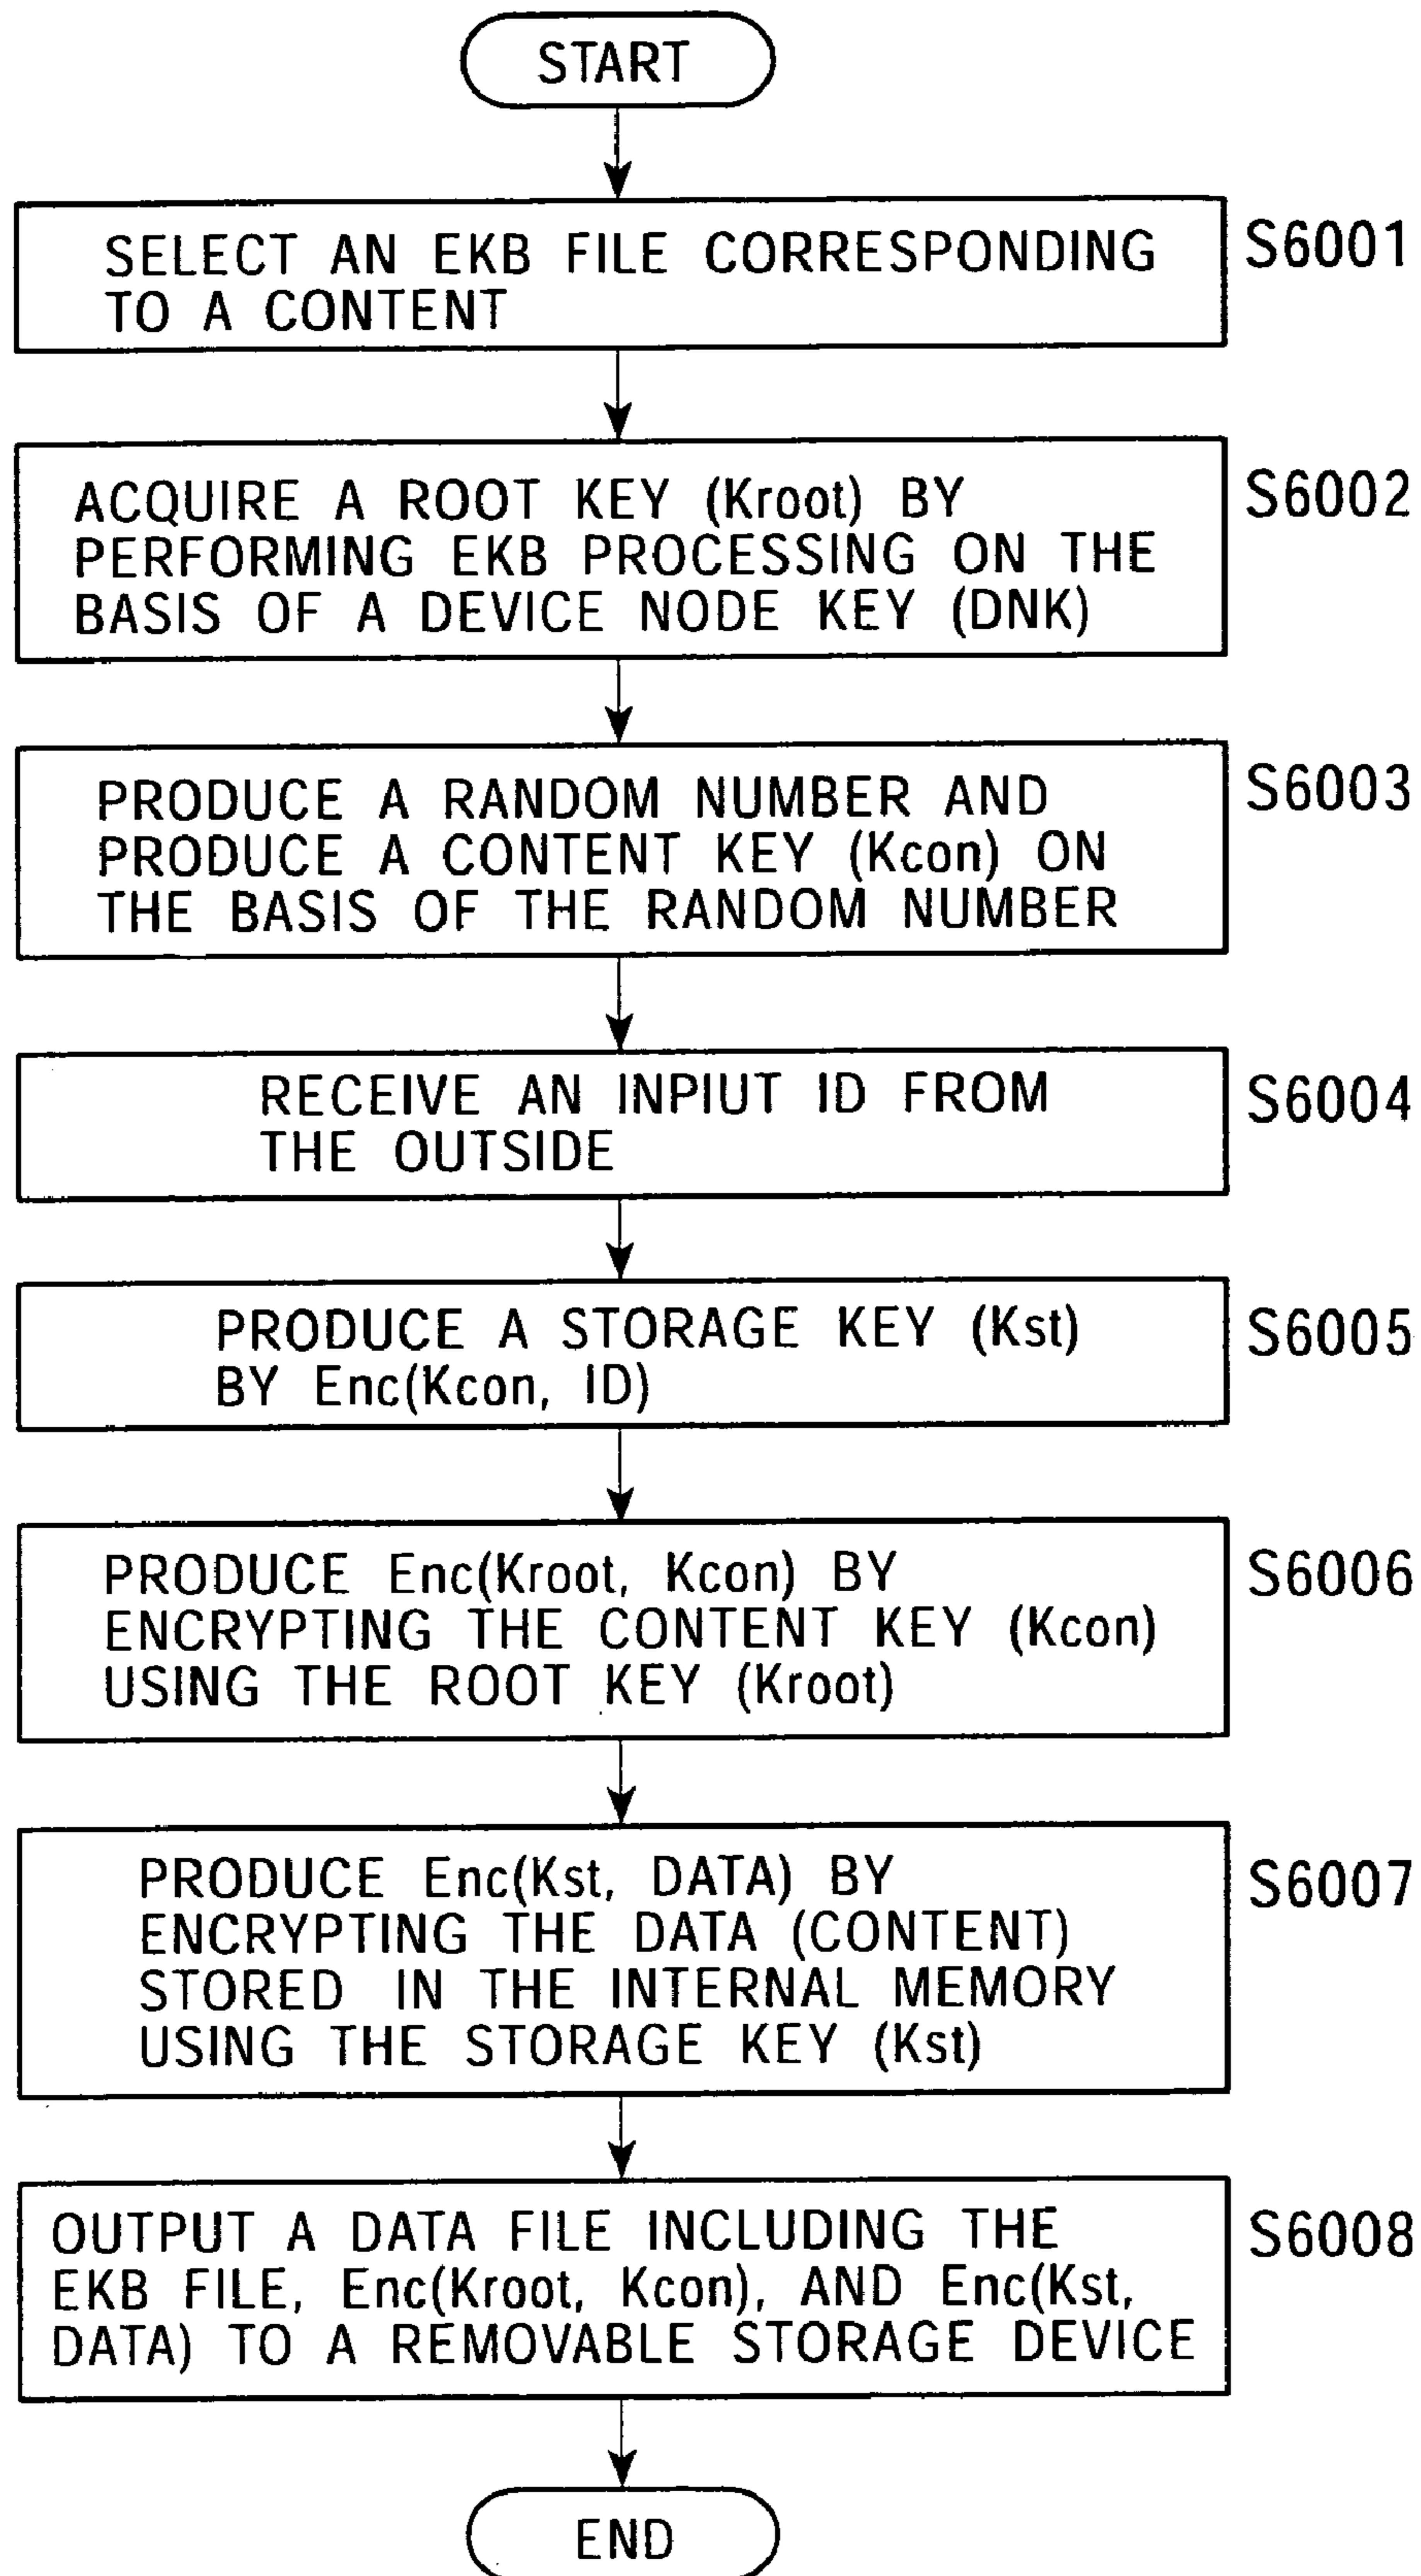 START
SELECT AN EKB FILE CORRESPONDING
TO A CONTENT
S6001
ACQUIRE A ROOT KEY (Kroot) BY
PERFORMING EKB PROCESSING ON THE
BASIS OF A DEVICE NODE KEY (DNK)
S6002
PRODUCE A RANDOM NUMBER AND
PRODUCE A CONTENT KEY (Kcon) ON
THE BASIS OF THE RANDOM NUMBER
S6003
RECEIVE AN INPIUT ID FROM
THE OUTSIDE
S6004
PRODUCE A STORAGE KEY (Kst)
BY Enc(Kcon, ID)
S6005
PRODUCE Enc(Kroot, Kcon) BY
ENCRYPTING THE CONTENT KEY (Kcon)
USING THE ROOT KEY (Kroot)
S6006
PRODUCE Enc(Kst, DATA) BY
ENCRYPTING THE DATA (CONTENT)
STORED IN THE INTERNAL MEMORY
USING THE STORAGE KEY (Kst)
S6007
OUTPUT A DATA FILE INCLUDING THE
EKB FILE, Enc(Kroot, Kcon), AND Enc(Kst,
DATA) TO A REMOVABLE STORAGE DEVICE
S6008
END